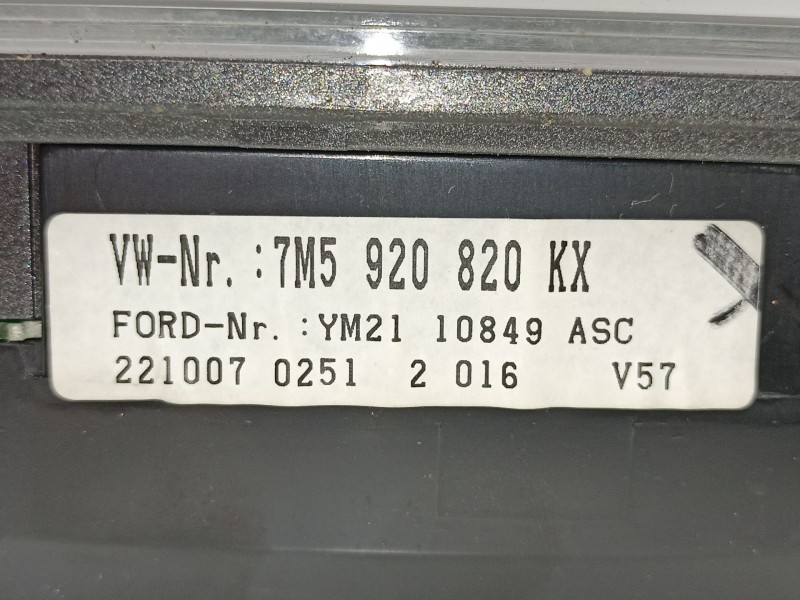 VW-Nr.:7M5 920 820 KX
FORD-Nr.:YM21 10849 ASC
221007 0251 2 016 V57